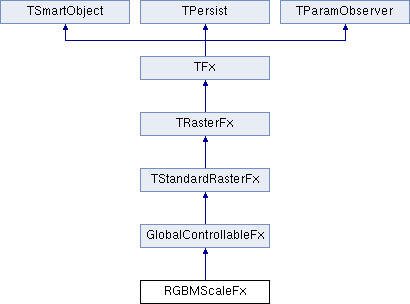 TSmartObject TPersist TParamObserver
TFx
TRasterFx
TStandardRasterFx
GlobalControllableFx
RGBMScaleFx